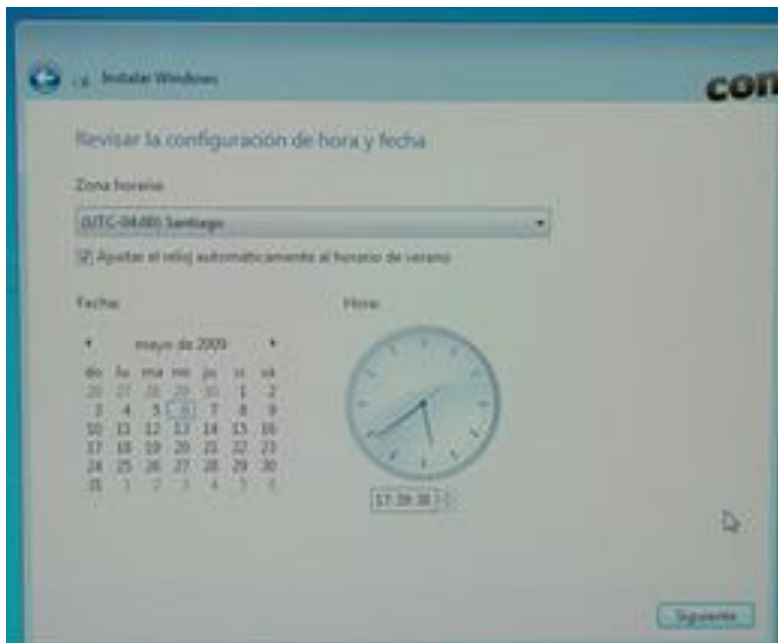 Instalar Windows
com
Revisar la configuración de hora y fecha
Zona horaria:
(UTC-04:00) Santiago
Ajustar el reloj automáticamente al horario de verano
Fecha:
Hora:
mayo de 2009
do lu ma mi ju vi sá
26 27 28 29 30 1 2
3 4 5 6 7 8 9
10 11 12 13 14 15 16
17 18 19 20 21 22 23
24 25 26 27 28 29 30
31 1 2 3 4 5 6
17:39:38
Siguiente